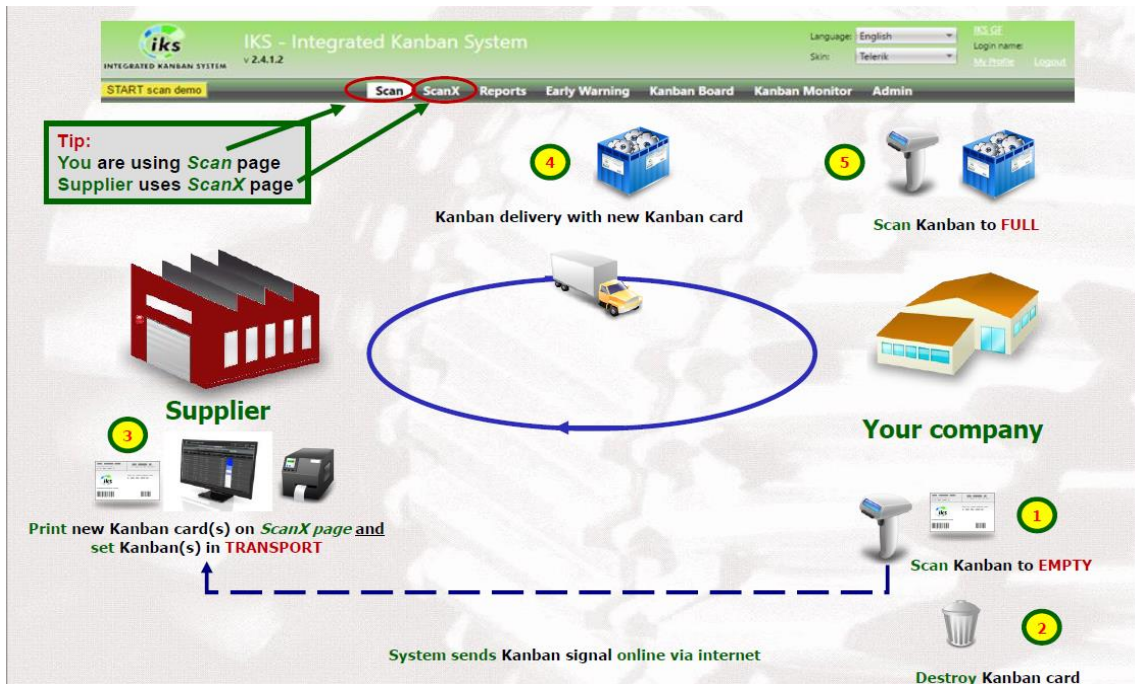 iks
INTEGRATED KANBAN SYSTEM
IKS - Integrated Kanban System
v 2.4.1.2
Language: English
Skin: Telerik
IKS GF
Login name:
My Profile Logout
START scan demo
Scan ScanX Reports Early Warning Kanban Board Kanban Monitor Admin
Tip:
You are using Scan page
Supplier uses ScanX page
4
Kanban delivery with new Kanban card
5
Scan Kanban to FULL
Supplier
Your company
3
iks
Print new Kanban card(s) on ScanX page and
set Kanban(s) in TRANSPORT
iks
1
Scan Kanban to EMPTY
2
System sends Kanban signal online via internet
Destroy Kanban card